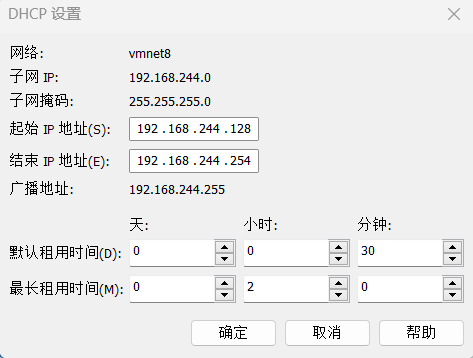 DHCP 设置
网络: vmnet8
子网 IP: 192.168.244.0
子网掩码: 255.255.255.0
起始 IP 地址(S): 192 . 168 . 244 . 128
结束 IP 地址(E): 192 . 168 . 244 . 254
广播地址: 192.168.244.255
天: 小时: 分钟:
默认租用时间(D): 0 0 30
最长租用时间(M): 0 2 0
确定 取消 帮助